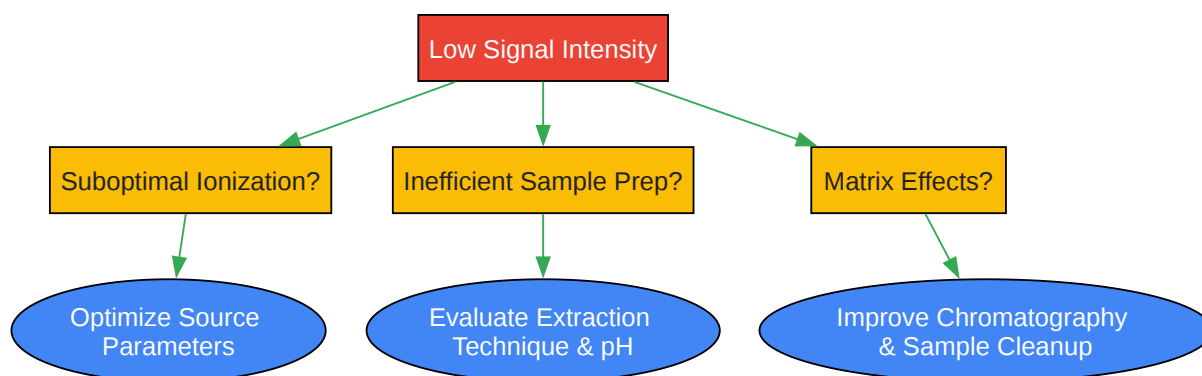 Low Signal Intensity
Suboptimal Ionization?
Inefficient Sample Prep?
Matrix Effects?
Optimize Source
Parameters
Evaluate Extraction
Technique & pH
Improve Chromatography
& Sample Cleanup